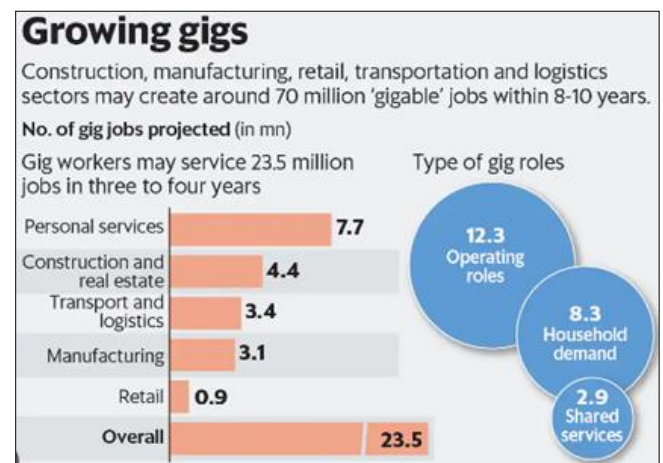 Growing gigs
Construction, manufacturing, retail, transportation and logistics
sectors may create around 70 million ‘gigable’ jobs within 8-10 years.
No. of gig jobs projected (in mn)
Gig workers may service 23.5 million
jobs in three to four years
Personal services 7.7
Construction and
real estate 4.4
Transport and
logistics 3.4
Manufacturing 3.1
Retail 0.9
Overall 23.5
Type of gig roles
12.3
Operating
roles
8.3
Household
demand
2.9
Shared
services